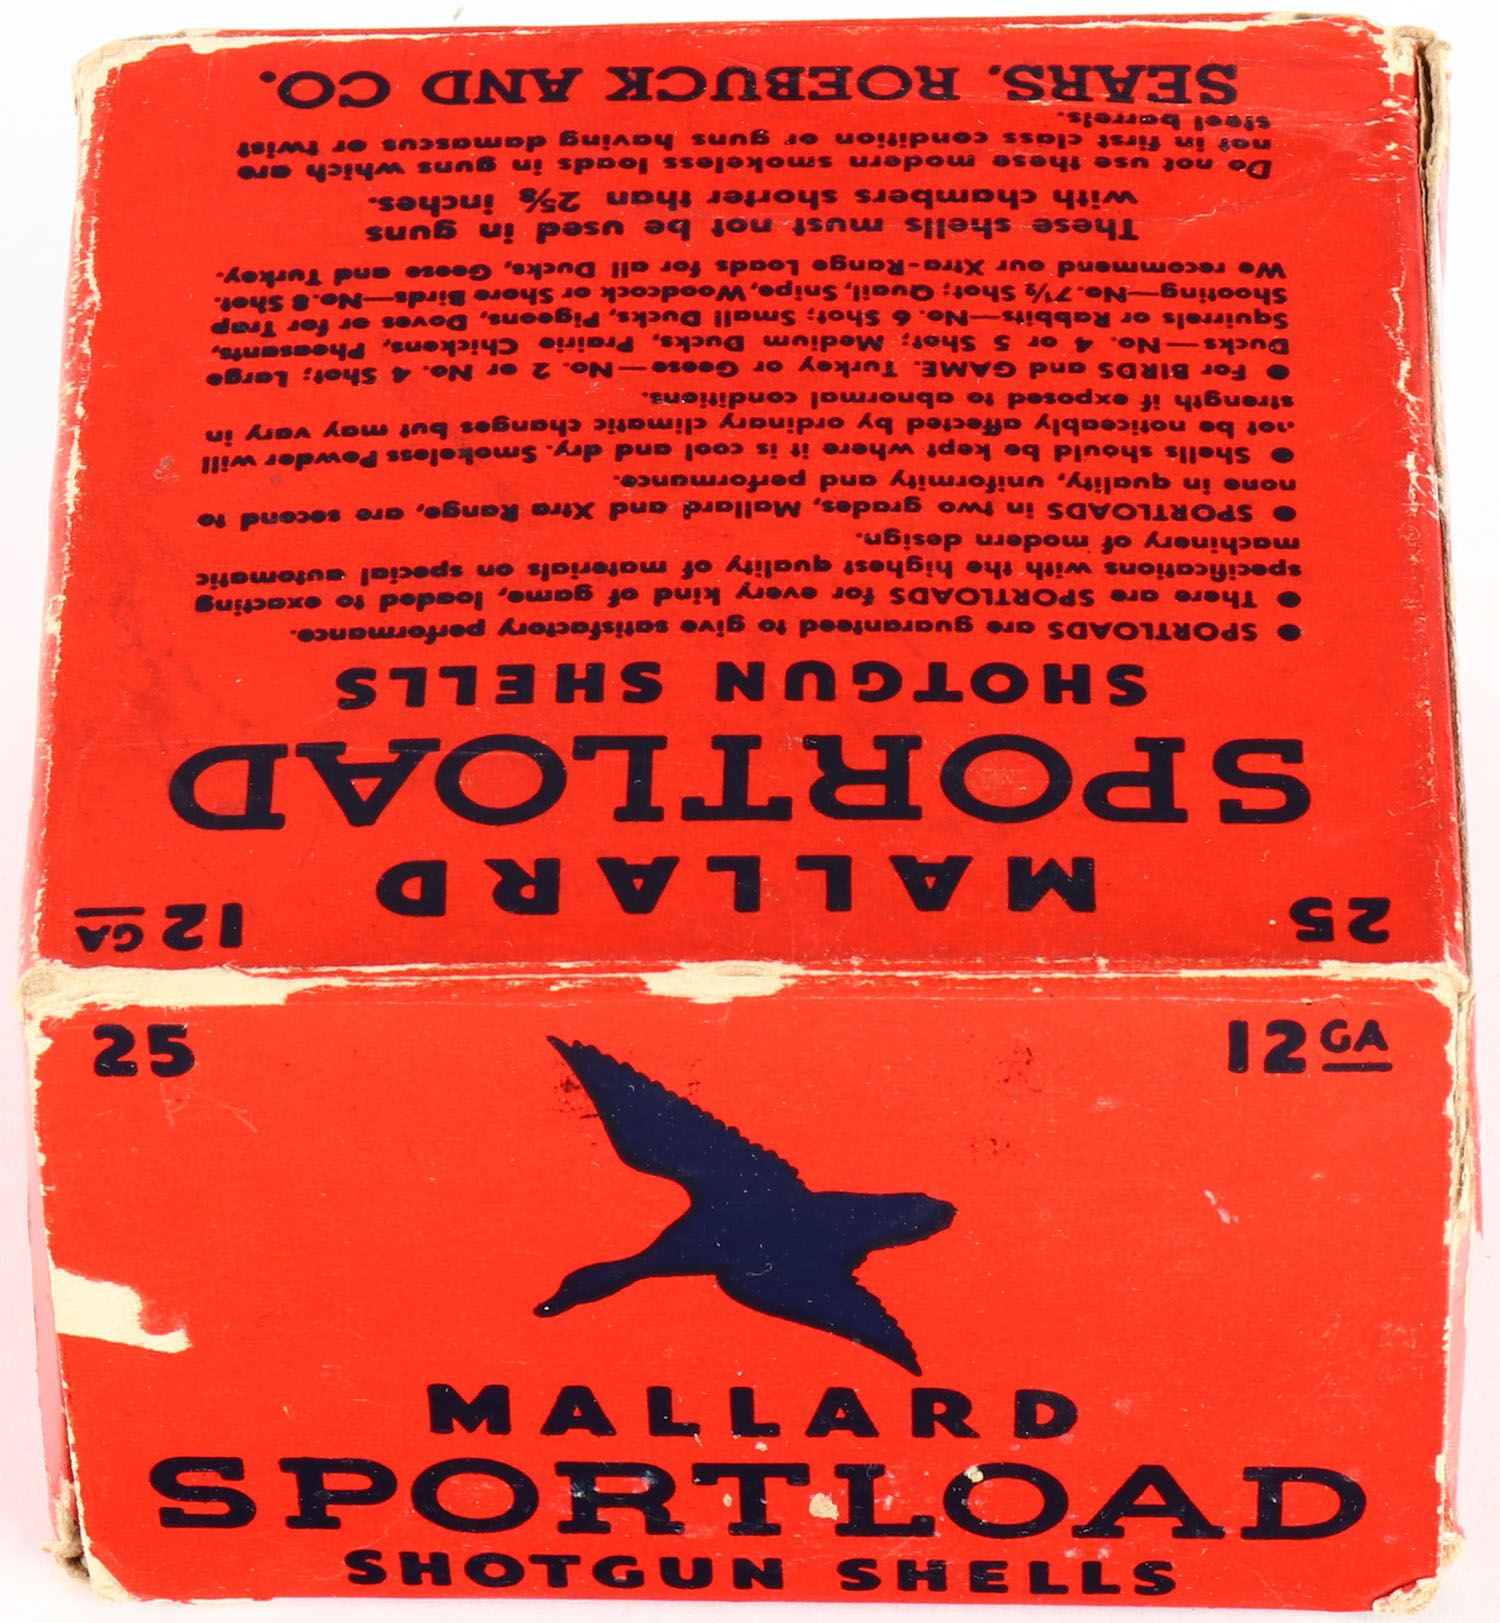 25
12 GA
MALLARD
SPORTLOAD
SHOTGUN SHELLS
25
12 GA
MALLARD
SPORTLOAD
SHOTGUN SHELLS
● SPORTLOADS are guaranteed to give satisfactory performance.
● There are SPORTLOADS for every kind of game, loaded to exacting
specifications with the highest quality of materials on special automatic
machinery of modern design.
● SPORTLOADS in two grades, Mallard and Xtra Range, are second to
none in quality, uniformity and performance.
● Shells should be kept where it is cool and dry. Smokeless Powder will
not be noticeably affected by ordinary climatic changes but may vary in
strength if exposed to abnormal conditions.
● For BIRDS and GAME. Turkey or Geese—No. 2 or No. 4 Shot; Large
Ducks—No. 4 or 5 Shot; Medium Ducks, Prairie Chickens, Pheasants,
Squirrels or Rabbits—No. 6 Shot; Small Ducks, Pigeons, Doves or for Trap
Shooting—No. 7½ Shot; Quail, Snipe, Woodcock or Shore Birds—No. 8 Shot.
We recommend our Xtra-Range Loads for all Ducks, Geese and Turkey.
These shells must not be used in guns
with chambers shorter than 2⅝ inches.
Do not use these modern smokeless loads in guns which are
not in first class condition or guns having damascus or twist
steel barrels.
SEARS, ROEBUCK AND CO.